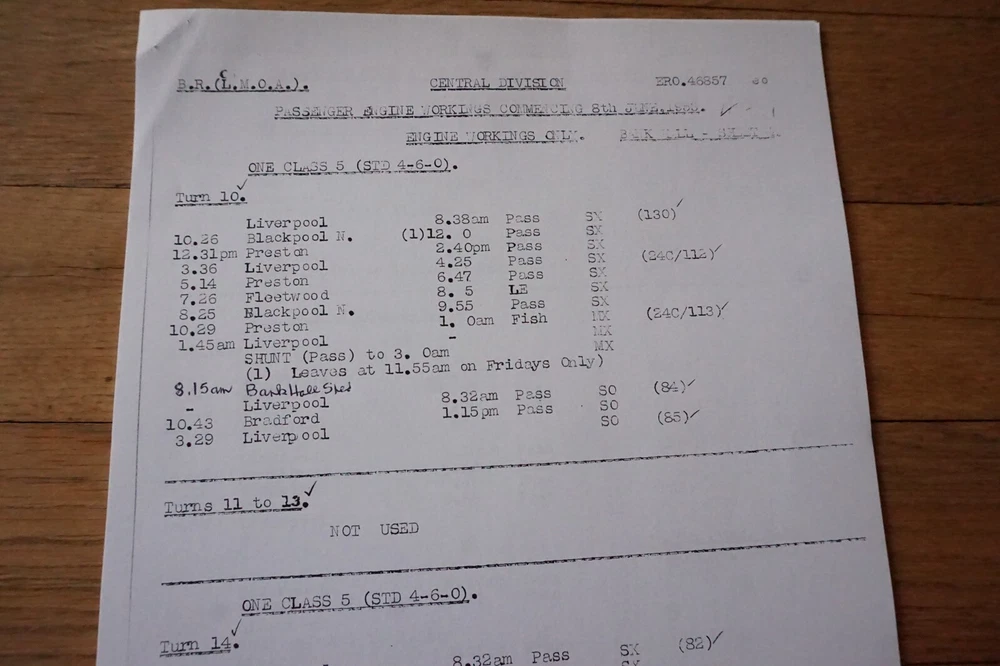 B.R.(L.M.O.A.). CENTRAL DIVISION ERO.46857
C
PASSENGER ENGINE WORKINGS COMMENCING 8th JUNE,
ENGINE WORKINGS ONLY. BANK HALL -
ONE CLASS 5 (STD 4-6-0).
Turn 10.
Liverpool 8.38am Pass SX (130)
10.26 Blackpool N. (1)12. 0 Pass SX
12.31pm Preston 2.40pm Pass SX
3.36 Liverpool 4.25 Pass SX (24C/112)
5.14 Preston 6.47 Pass SX
7.26 Fleetwood 8. 5 LE SX
8.25 Blackpool N. 9.55 Pass SX
10.29 Preston 1. 0am Fish MX (24C/113)
1.45am Liverpool - MX
SHUNT (Pass) to 3. 0am MX
(1) Leaves at 11.55am on Fridays Only)
8.15am Bank Hall Shed
- Liverpool 8.32am Pass SO (84)
10.43 Bradford 1.15pm Pass SO
3.29 Liverpool SO (85)
Turns 11 to 13.
NOT USED
ONE CLASS 5 (STD 4-6-0).
Turn 14.
8.32am Pass SX (82)